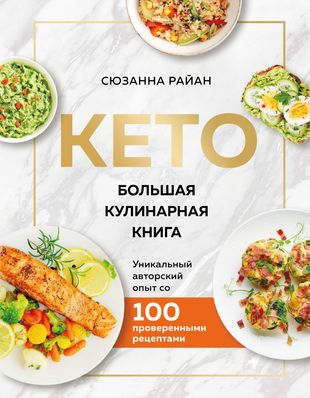 СЮЗАННА РАЙАН
КЕТО
БОЛЬШАЯ
КУЛИНАРНАЯ
КНИГА
Уникальный
авторский
опыт со
100
проверенными
рецептами